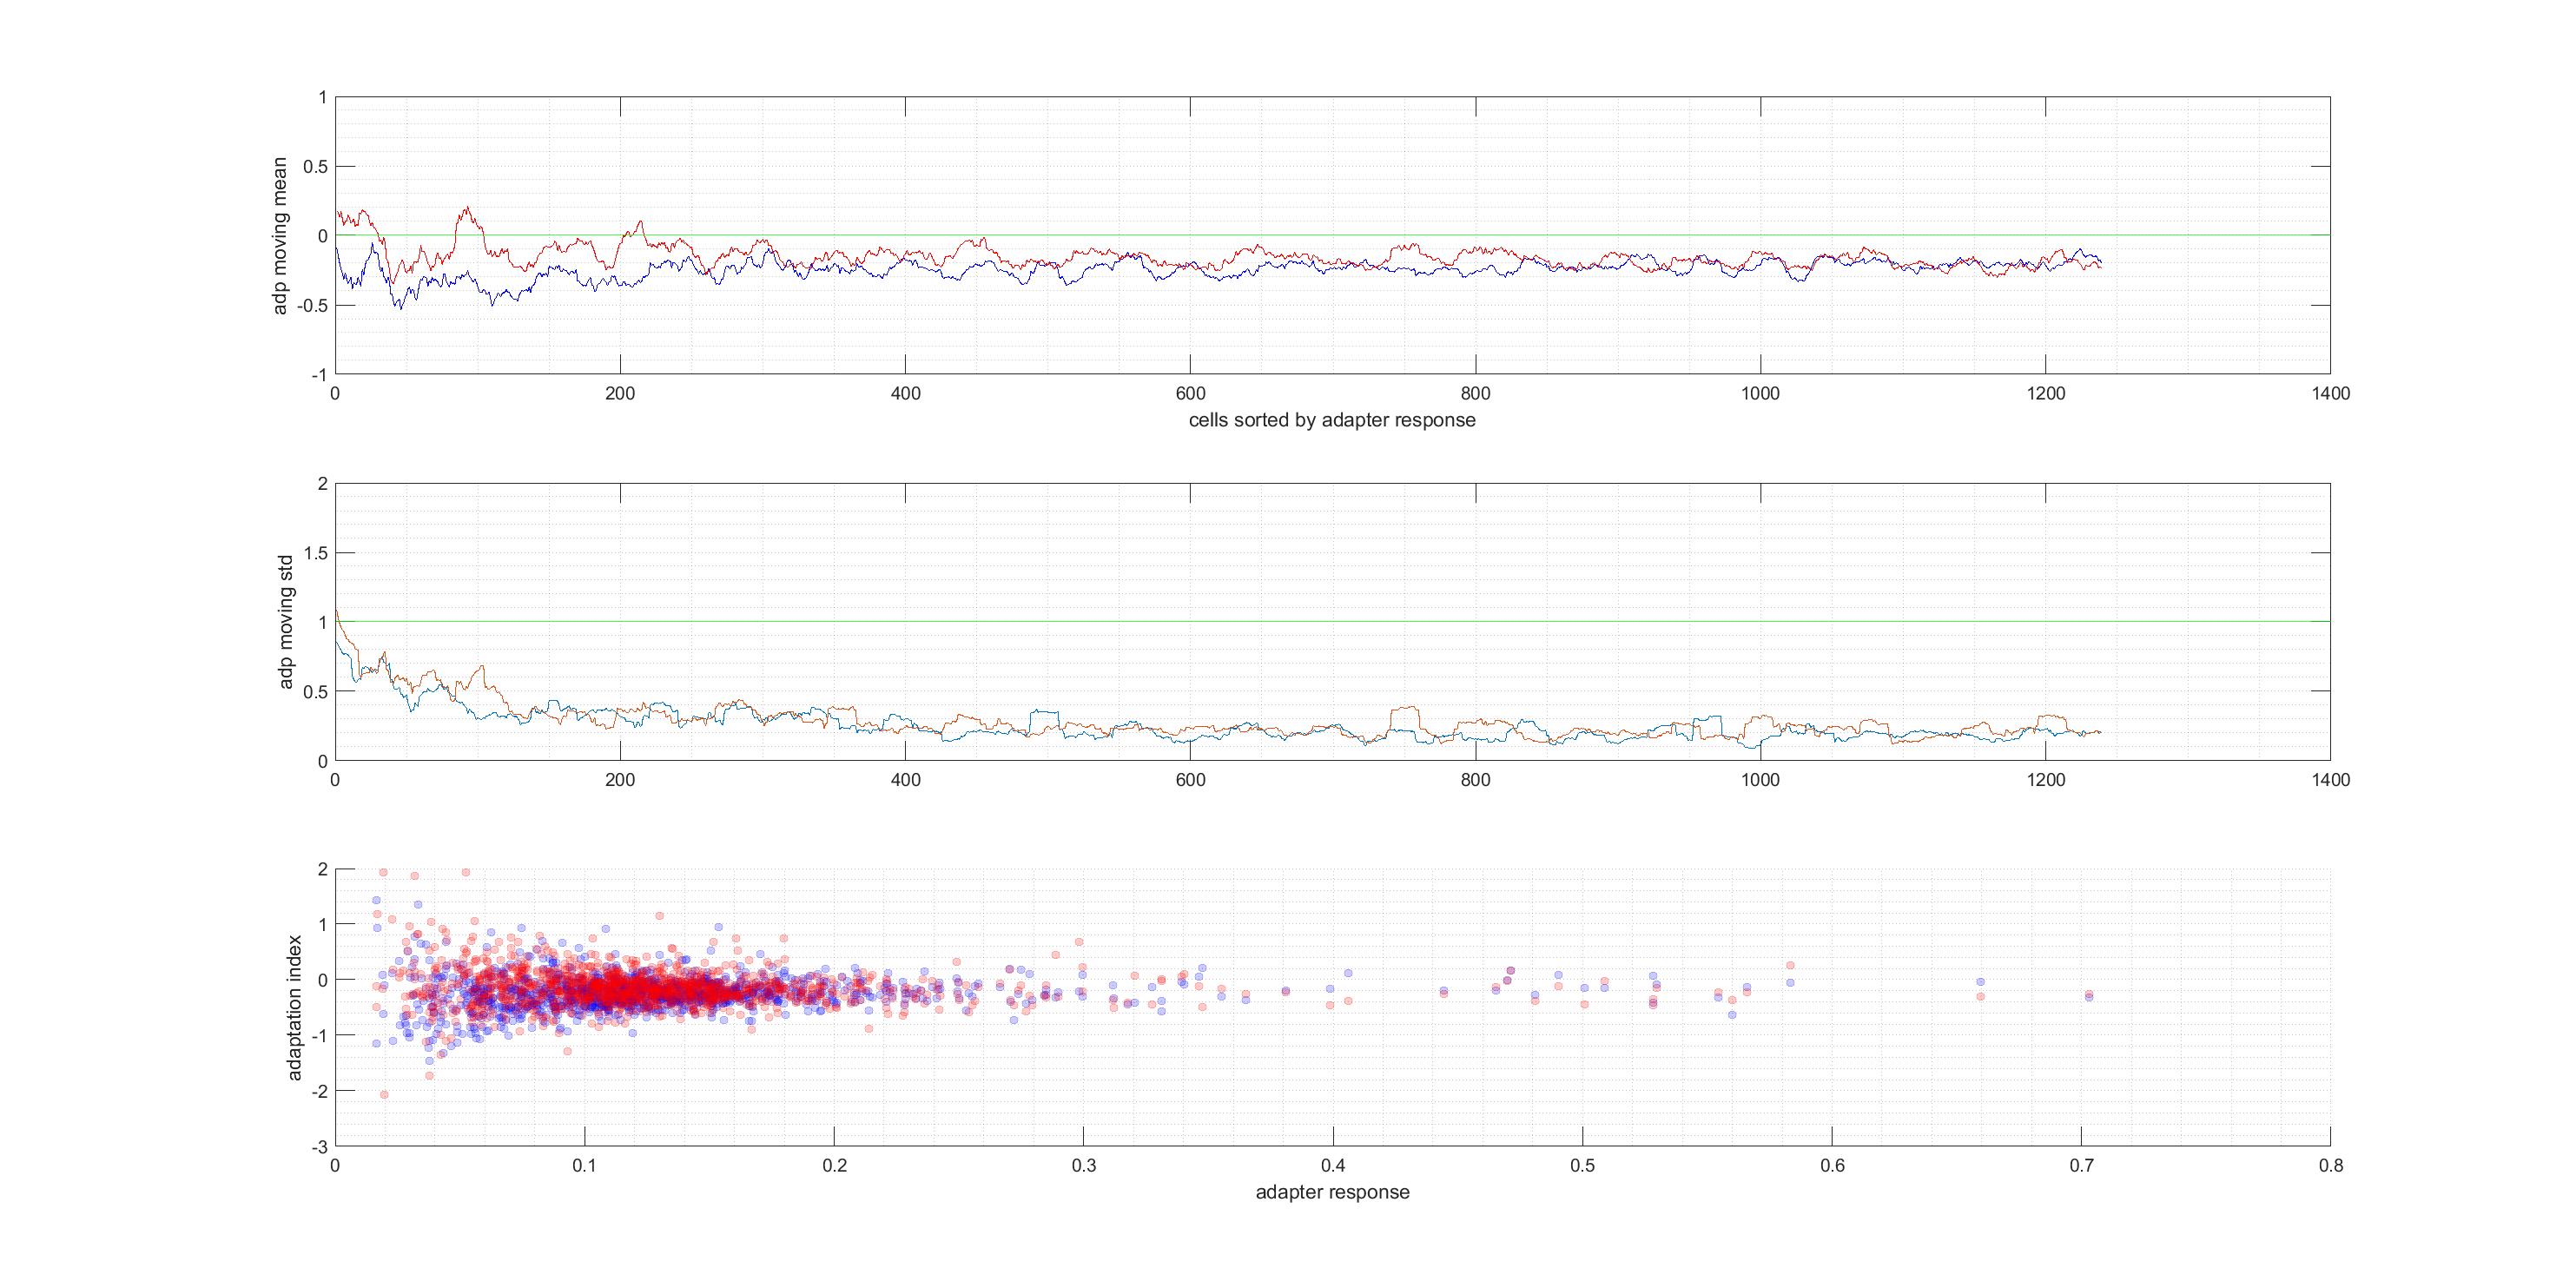 1
0.5
0
-0.5
-1
adp moving mean
0 200 400 600 800 1000 1200 1400
cells sorted by adapter response
2
1.5
1
0.5
0
adp moving std
0 200 400 600 800 1000 1200 1400
2
1
0
-1
-2
-3
adaptation index
0 0.1 0.2 0.3 0.4 0.5 0.6 0.7 0.8
adapter response